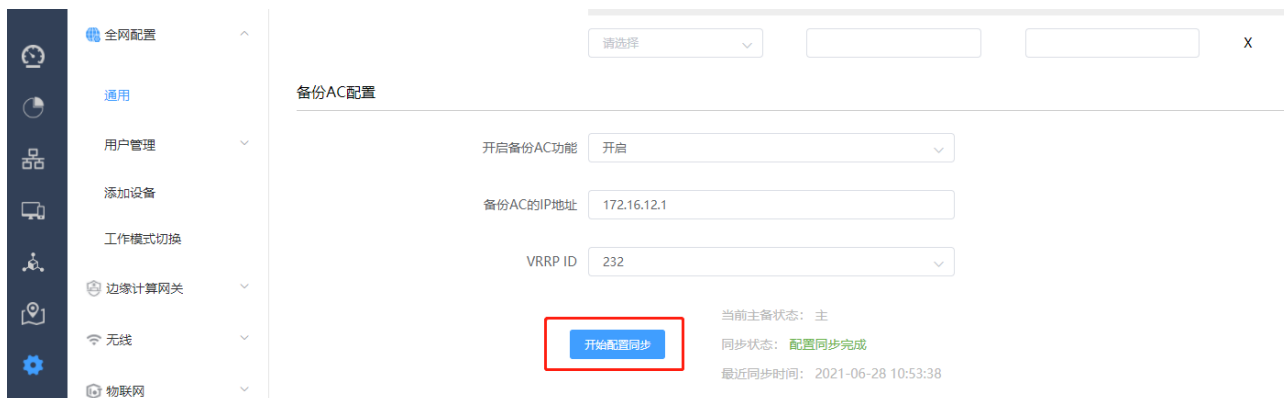 全网配置
通用
用户管理
添加设备
工作模式切换
边缘计算网关
无线
物联网
请选择
X
备份AC配置
开启备份AC功能 开启
备份AC的IP地址 172.16.12.1
VRRP ID 232
开始配置同步
当前主备状态： 主
同步状态： 配置同步完成
最近同步时间： 2021-06-28 10:53:38